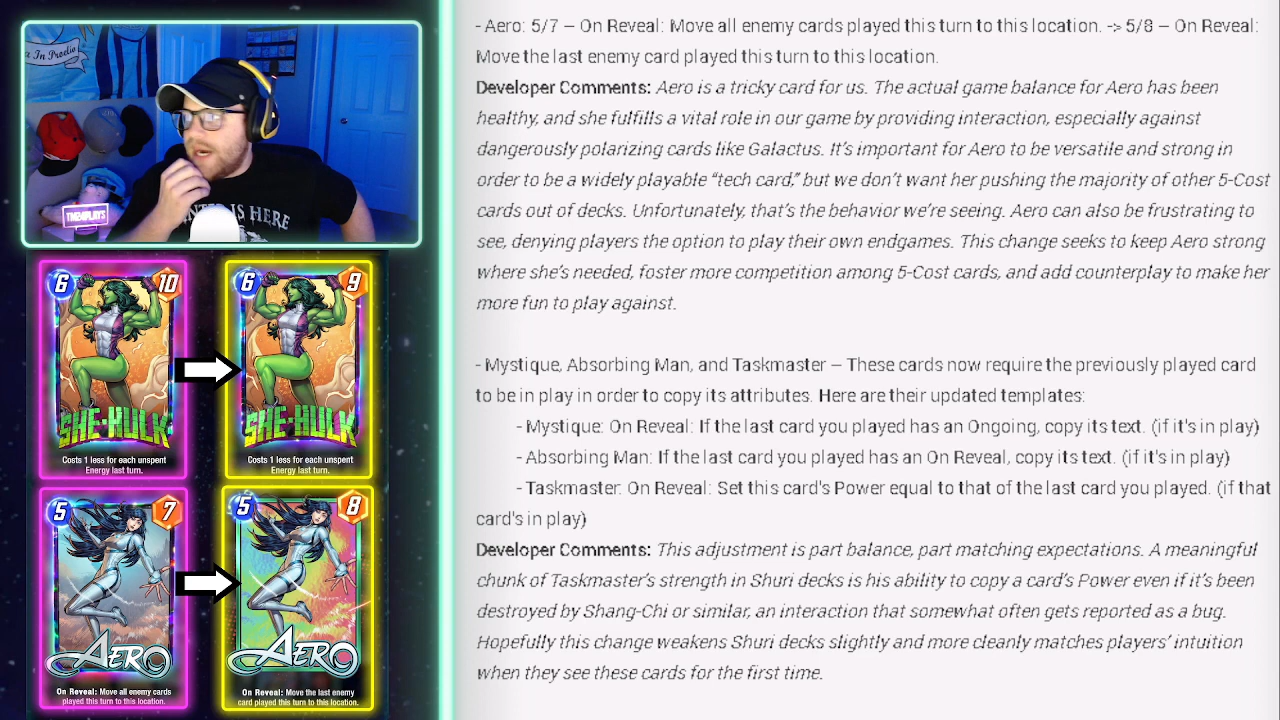 x In Proelio
TWE4PLAYS
NTER IS HERE
6
10
SHE-HULK
Costs 1 less for each unspent
Energy last turn.
6
9
SHE-HULK
Costs 1 less for each unspent
Energy last turn.
5
7
AERO
On Reveal: Move all enemy cards
played this turn to this location.
5
8
AERO
On Reveal: Move the last enemy
card played this turn to this location.
- Aero: 5/7 – On Reveal: Move all enemy cards played this turn to this location. -> 5/8 – On Reveal:
Move the last enemy card played this turn to this location.
Developer Comments: Aero is a tricky card for us. The actual game balance for Aero has been
healthy, and she fulfills a vital role in our game by providing interaction, especially against
dangerously polarizing cards like Galactus. It's important for Aero to be versatile and strong in
order to be a widely playable “tech card,” but we don't want her pushing the majority of other 5-Cost
cards out of decks. Unfortunately, that's the behavior we're seeing. Aero can also be frustrating to
see, denying players the option to play their own endgames. This change seeks to keep Aero strong
where she's needed, foster more competition among 5-Cost cards, and add counterplay to make her
more fun to play against.
- Mystique, Absorbing Man, and Taskmaster – These cards now require the previously played card
to be in play in order to copy its attributes. Here are their updated templates:
- Mystique: On Reveal: If the last card you played has an Ongoing, copy its text. (if it's in play)
- Absorbing Man: If the last card you played has an On Reveal, copy its text. (if it's in play)
- Taskmaster: On Reveal: Set this card's Power equal to that of the last card you played. (if that
card's in play)
Developer Comments: This adjustment is part balance, part matching expectations. A meaningful
chunk of Taskmaster's strength in Shuri decks is his ability to copy a card's Power even if it's been
destroyed by Shang-Chi or similar, an interaction that somewhat often gets reported as a bug.
Hopefully this change weakens Shuri decks slightly and more cleanly matches players' intuition
when they see these cards for the first time.